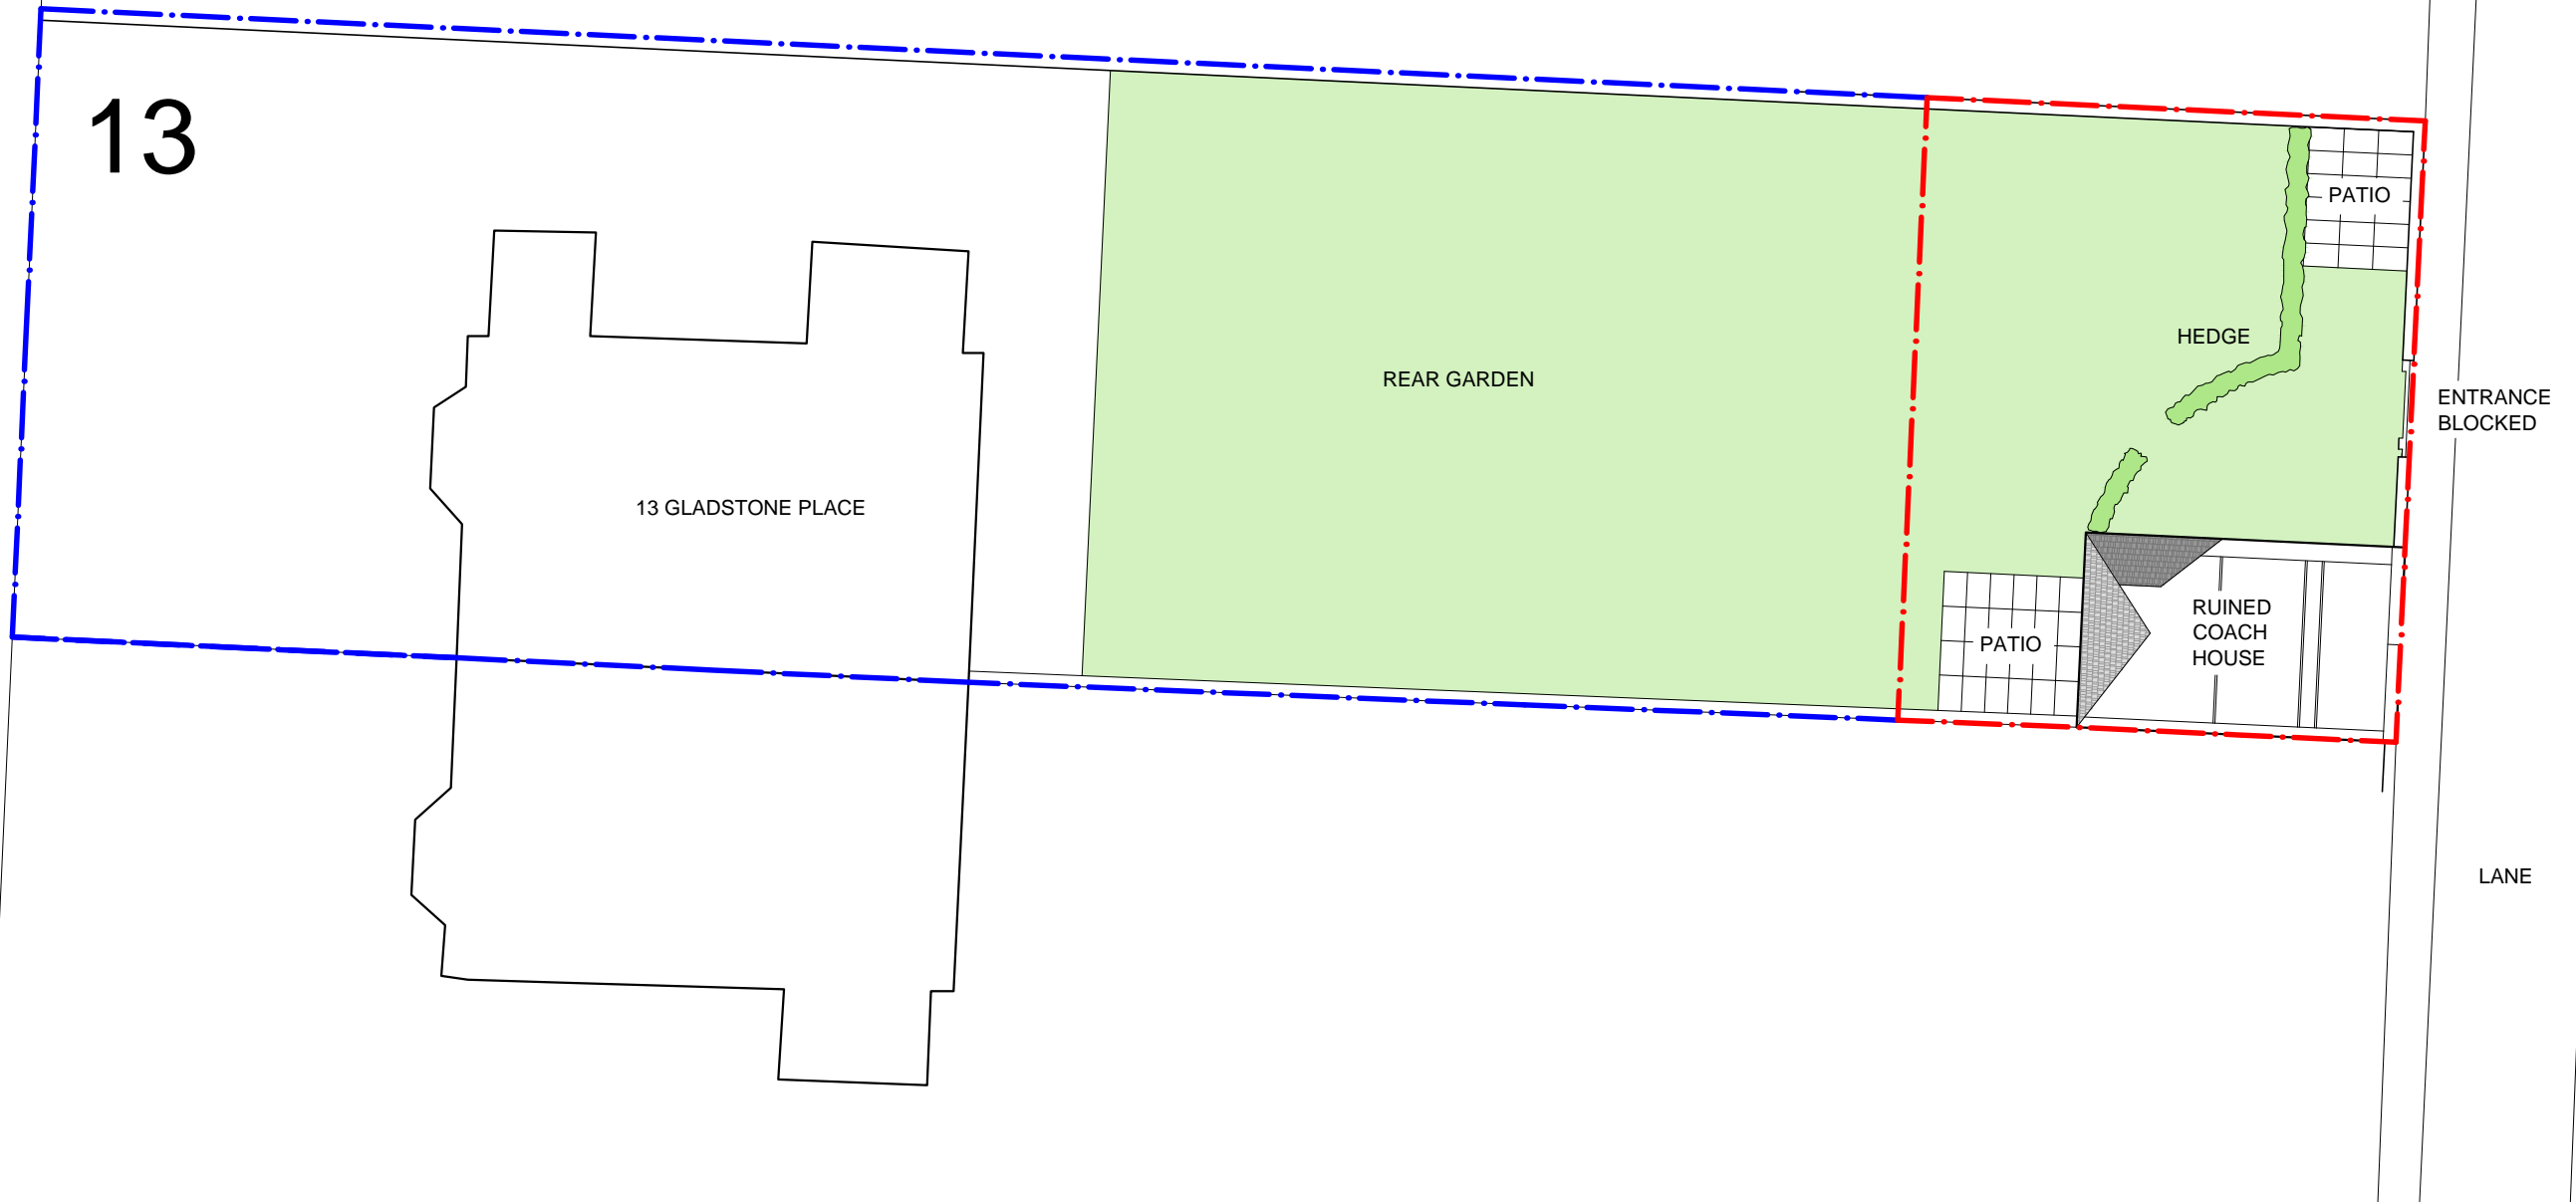 13
PATIO
HEDGE
REAR GARDEN
ENTRANCE
BLOCKED
13 GLADSTONE PLACE
RUINED
COACH
HOUSE
PATIO
LANE